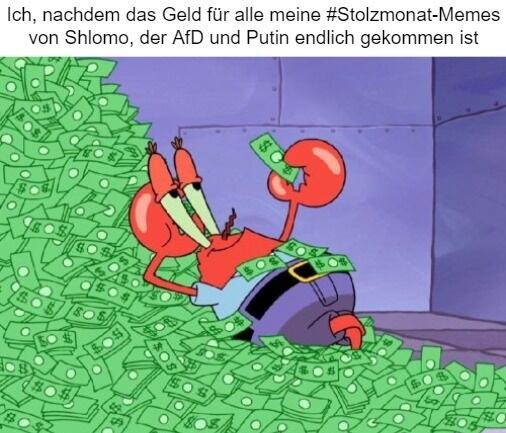 Ich, nachdem das Geld für alle meine #Stolzmonat-Memes
von Shlomo, der AfD und Putin endlich gekommen ist